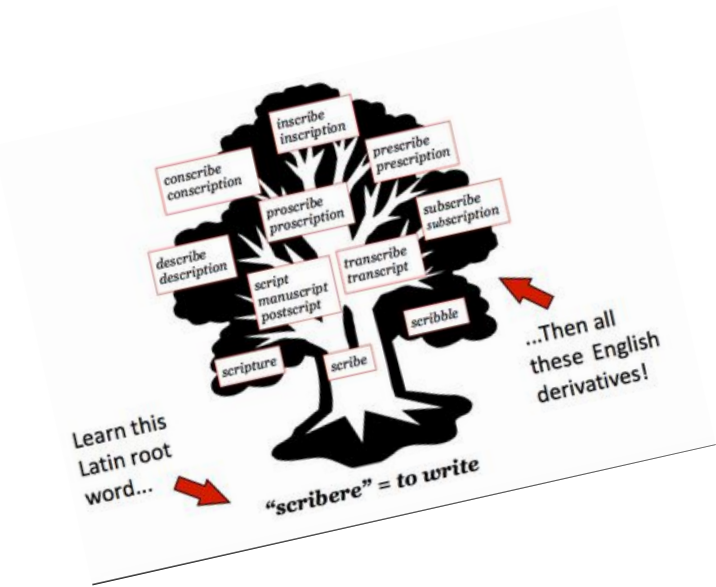 inscribe
inscription
prescribe
prescription
conscribe
conscription
proscribe
proscription
subscribe
subscription
describe
description
transcribe
transcript
script
manuscript
postscript
scribble
scripture
scribe
...Then all
these English
derivatives!
Learn this
Latin root
word...
“scribere” = to write